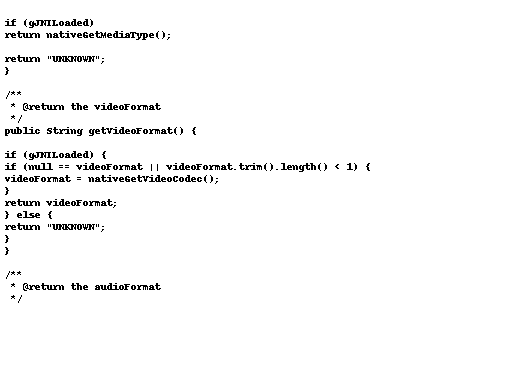 if (gJNILoaded)
return nativeGetMediaType();

return "UNKNOWN";
}

/**
 * @return the videoFormat
 */
public String getVideoFormat() {

if (gJNILoaded) {
if (null == videoFormat || videoFormat.trim().length() < 1) {
videoFormat = nativeGetVideoCodec();
}
return videoFormat;
} else {
return "UNKNOWN";
}
}

/**
 * @return the audioFormat
 */